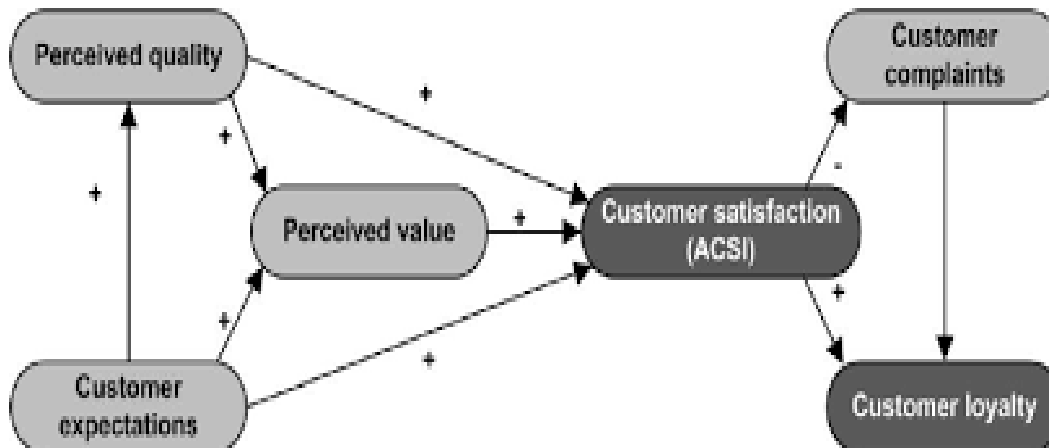 Perceived quality
Customer
complaints
+
+
+
-
Perceived value
+
Customer satisfaction
(ACSI)
+
+
+
Customer
expectations
Customer loyalty